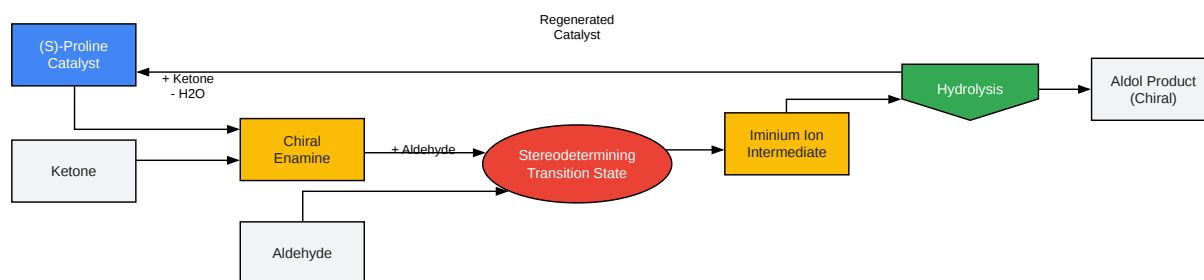 Regenerated
Catalyst
(S)-Proline
Catalyst
+ Ketone
- H2O
Hydrolysis
Aldol Product
(Chiral)
Chiral
Enamine
+ Aldehyde
Stereodetermining
Transition State
Iminium Ion
Intermediate
Ketone
Aldehyde